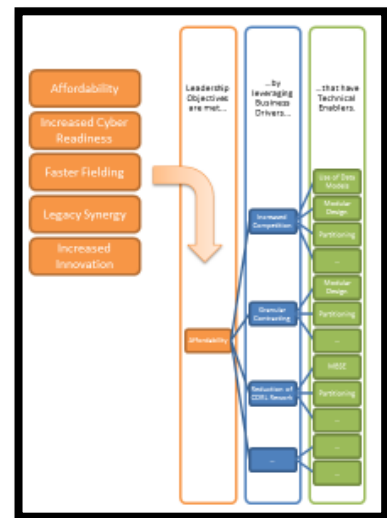 Affordability
Increased Cyber
Readiness
Faster Fielding
Legacy Synergy
Increased
Innovation
Leadership
Objectives
are met...
...by
leveraging
Business
Drivers...
...that have
Technical
Enablers.
Affordability
Increased
Competition
Granular
Contracting
Reduction of
CDRL Rework
...
Use of Data
Models
Modular
Design
Partitioning
...
Modular
Design
Partitioning
...
MBSE
Partitioning
...
...
...